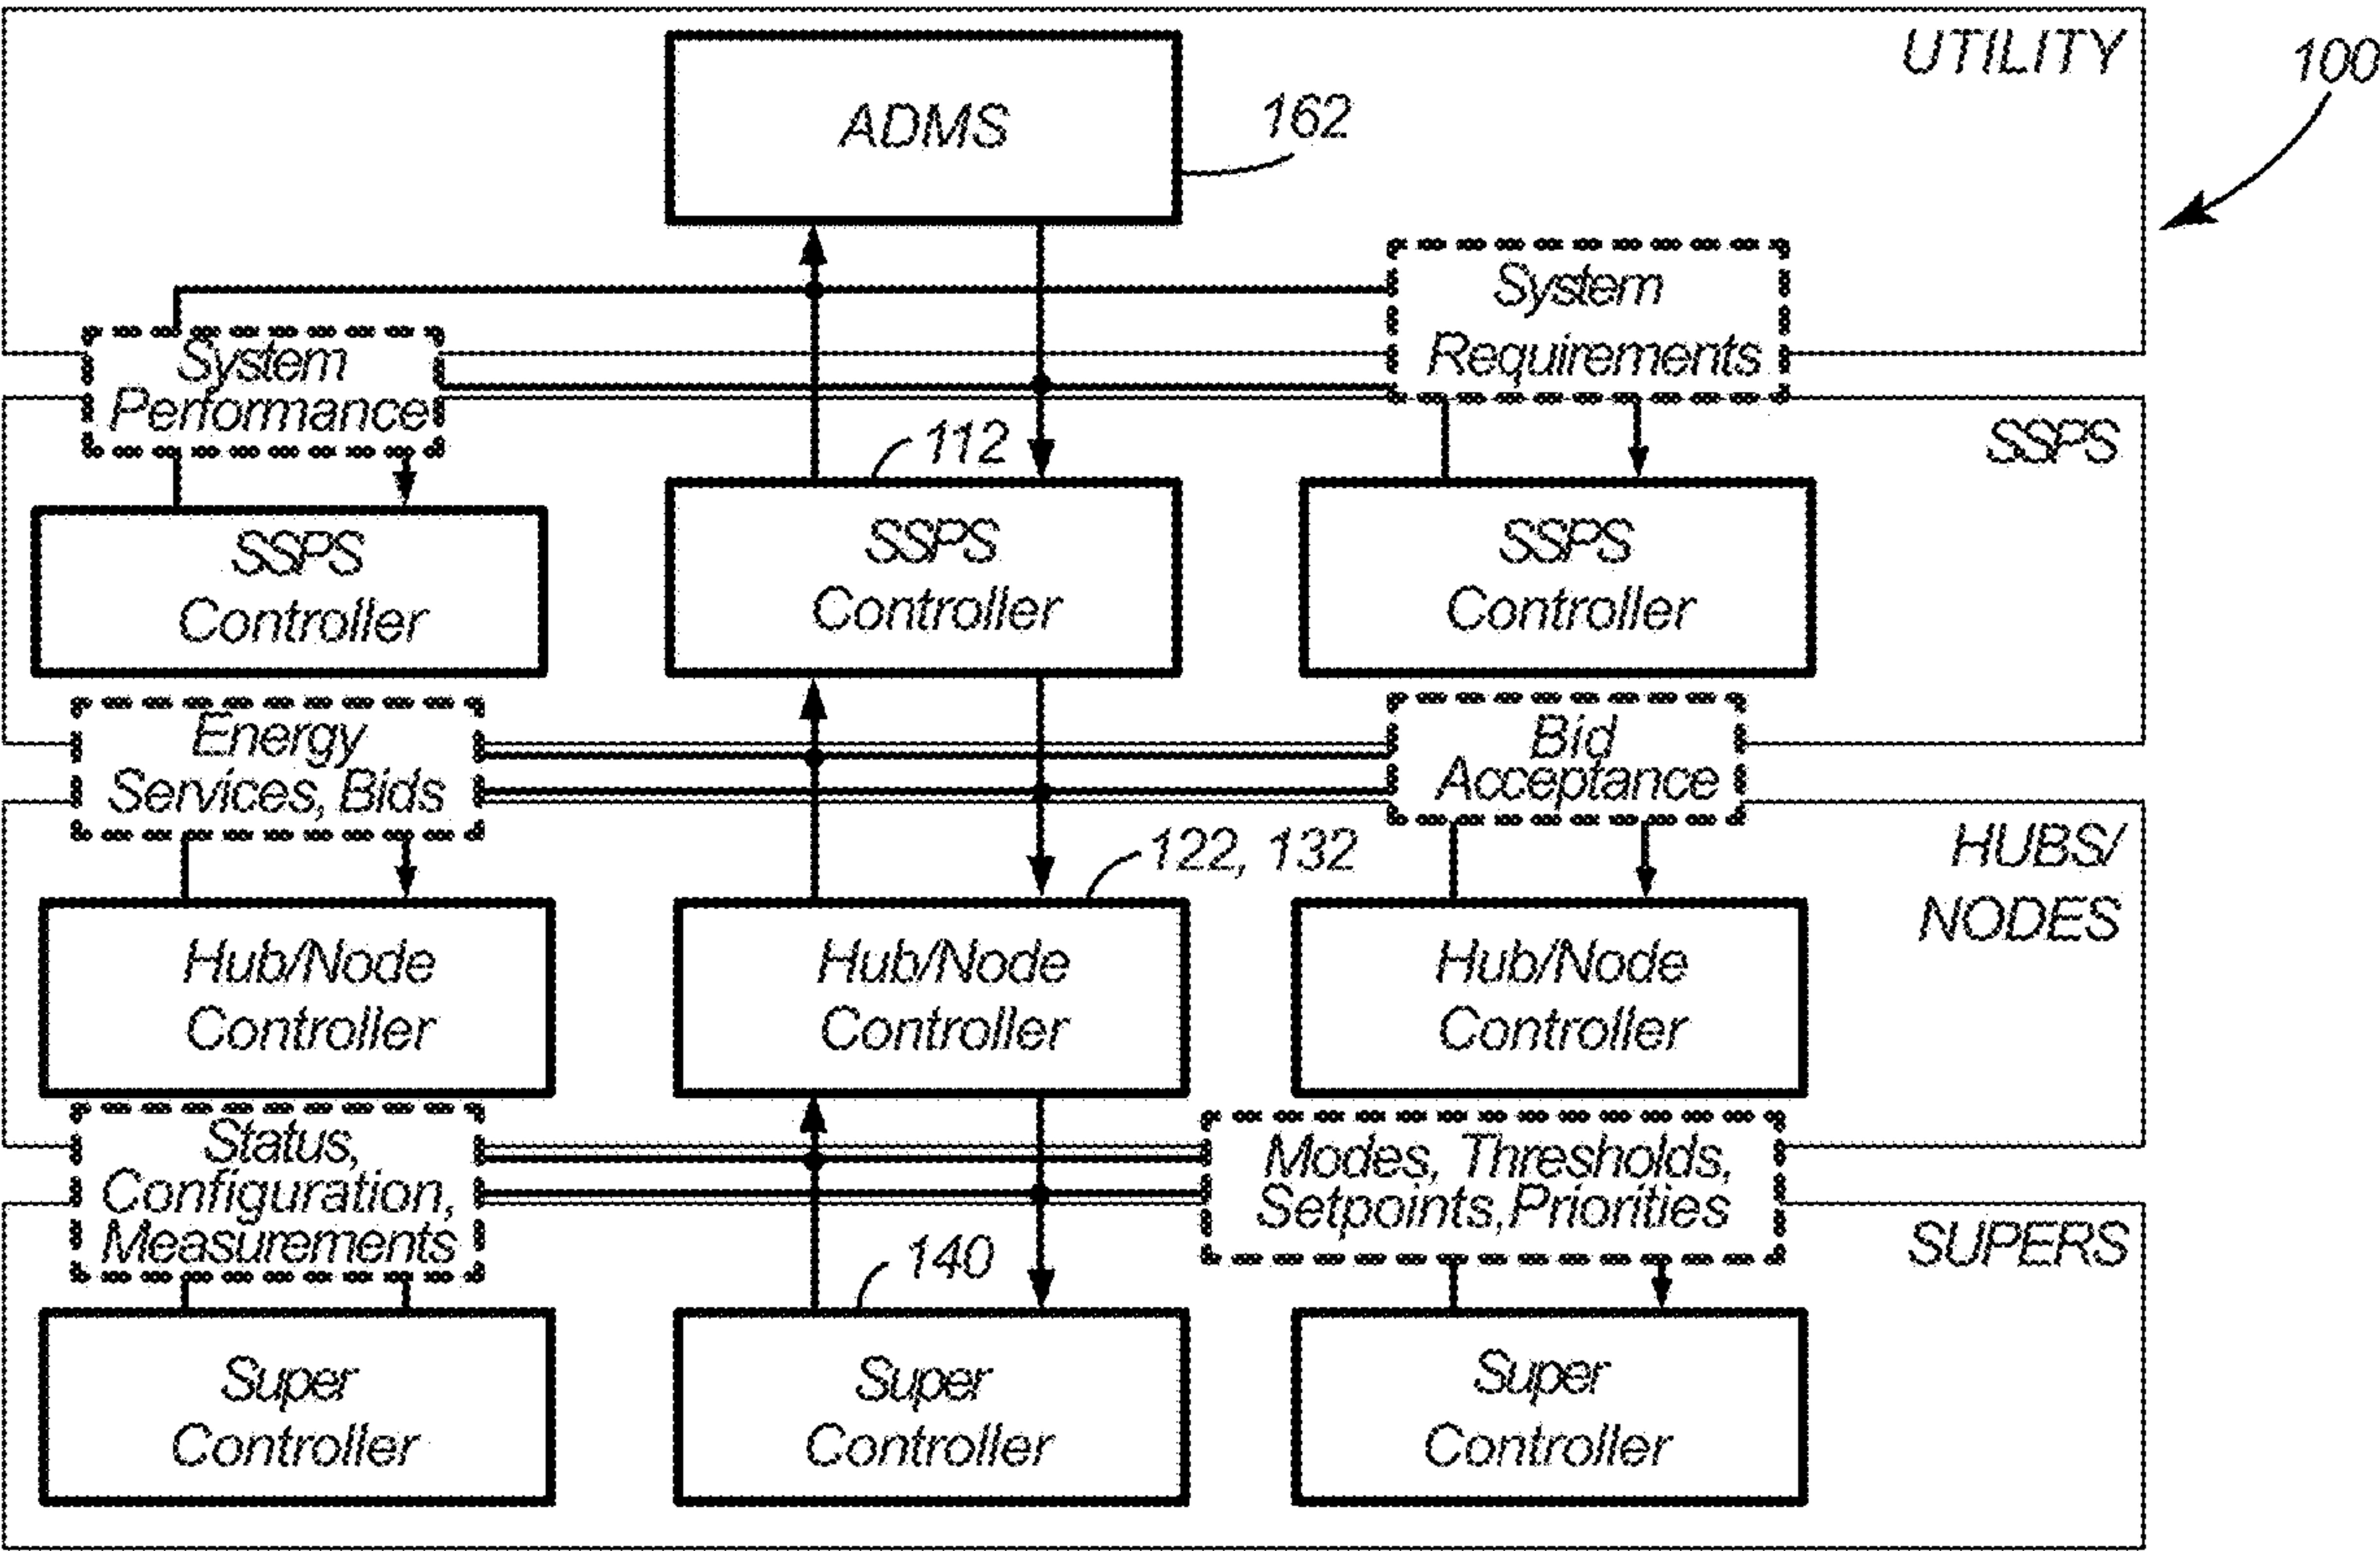 UTILITY
100
ADMS
162
System
Requirements
System
Performance
SSPS
112
SSPS
Controller
SSPS
Controller
SSPS
Controller
Energy
Services, Bids
Bid
Acceptance
HUBS/
NODES
122, 132
Hub/Node
Controller
Hub/Node
Controller
Hub/Node
Controller
Status,
Configuration,
Measurements
Modes, Thresholds,
Setpoints, Priorities
SUPERS
140
Super
Controller
Super
Controller
Super
Controller